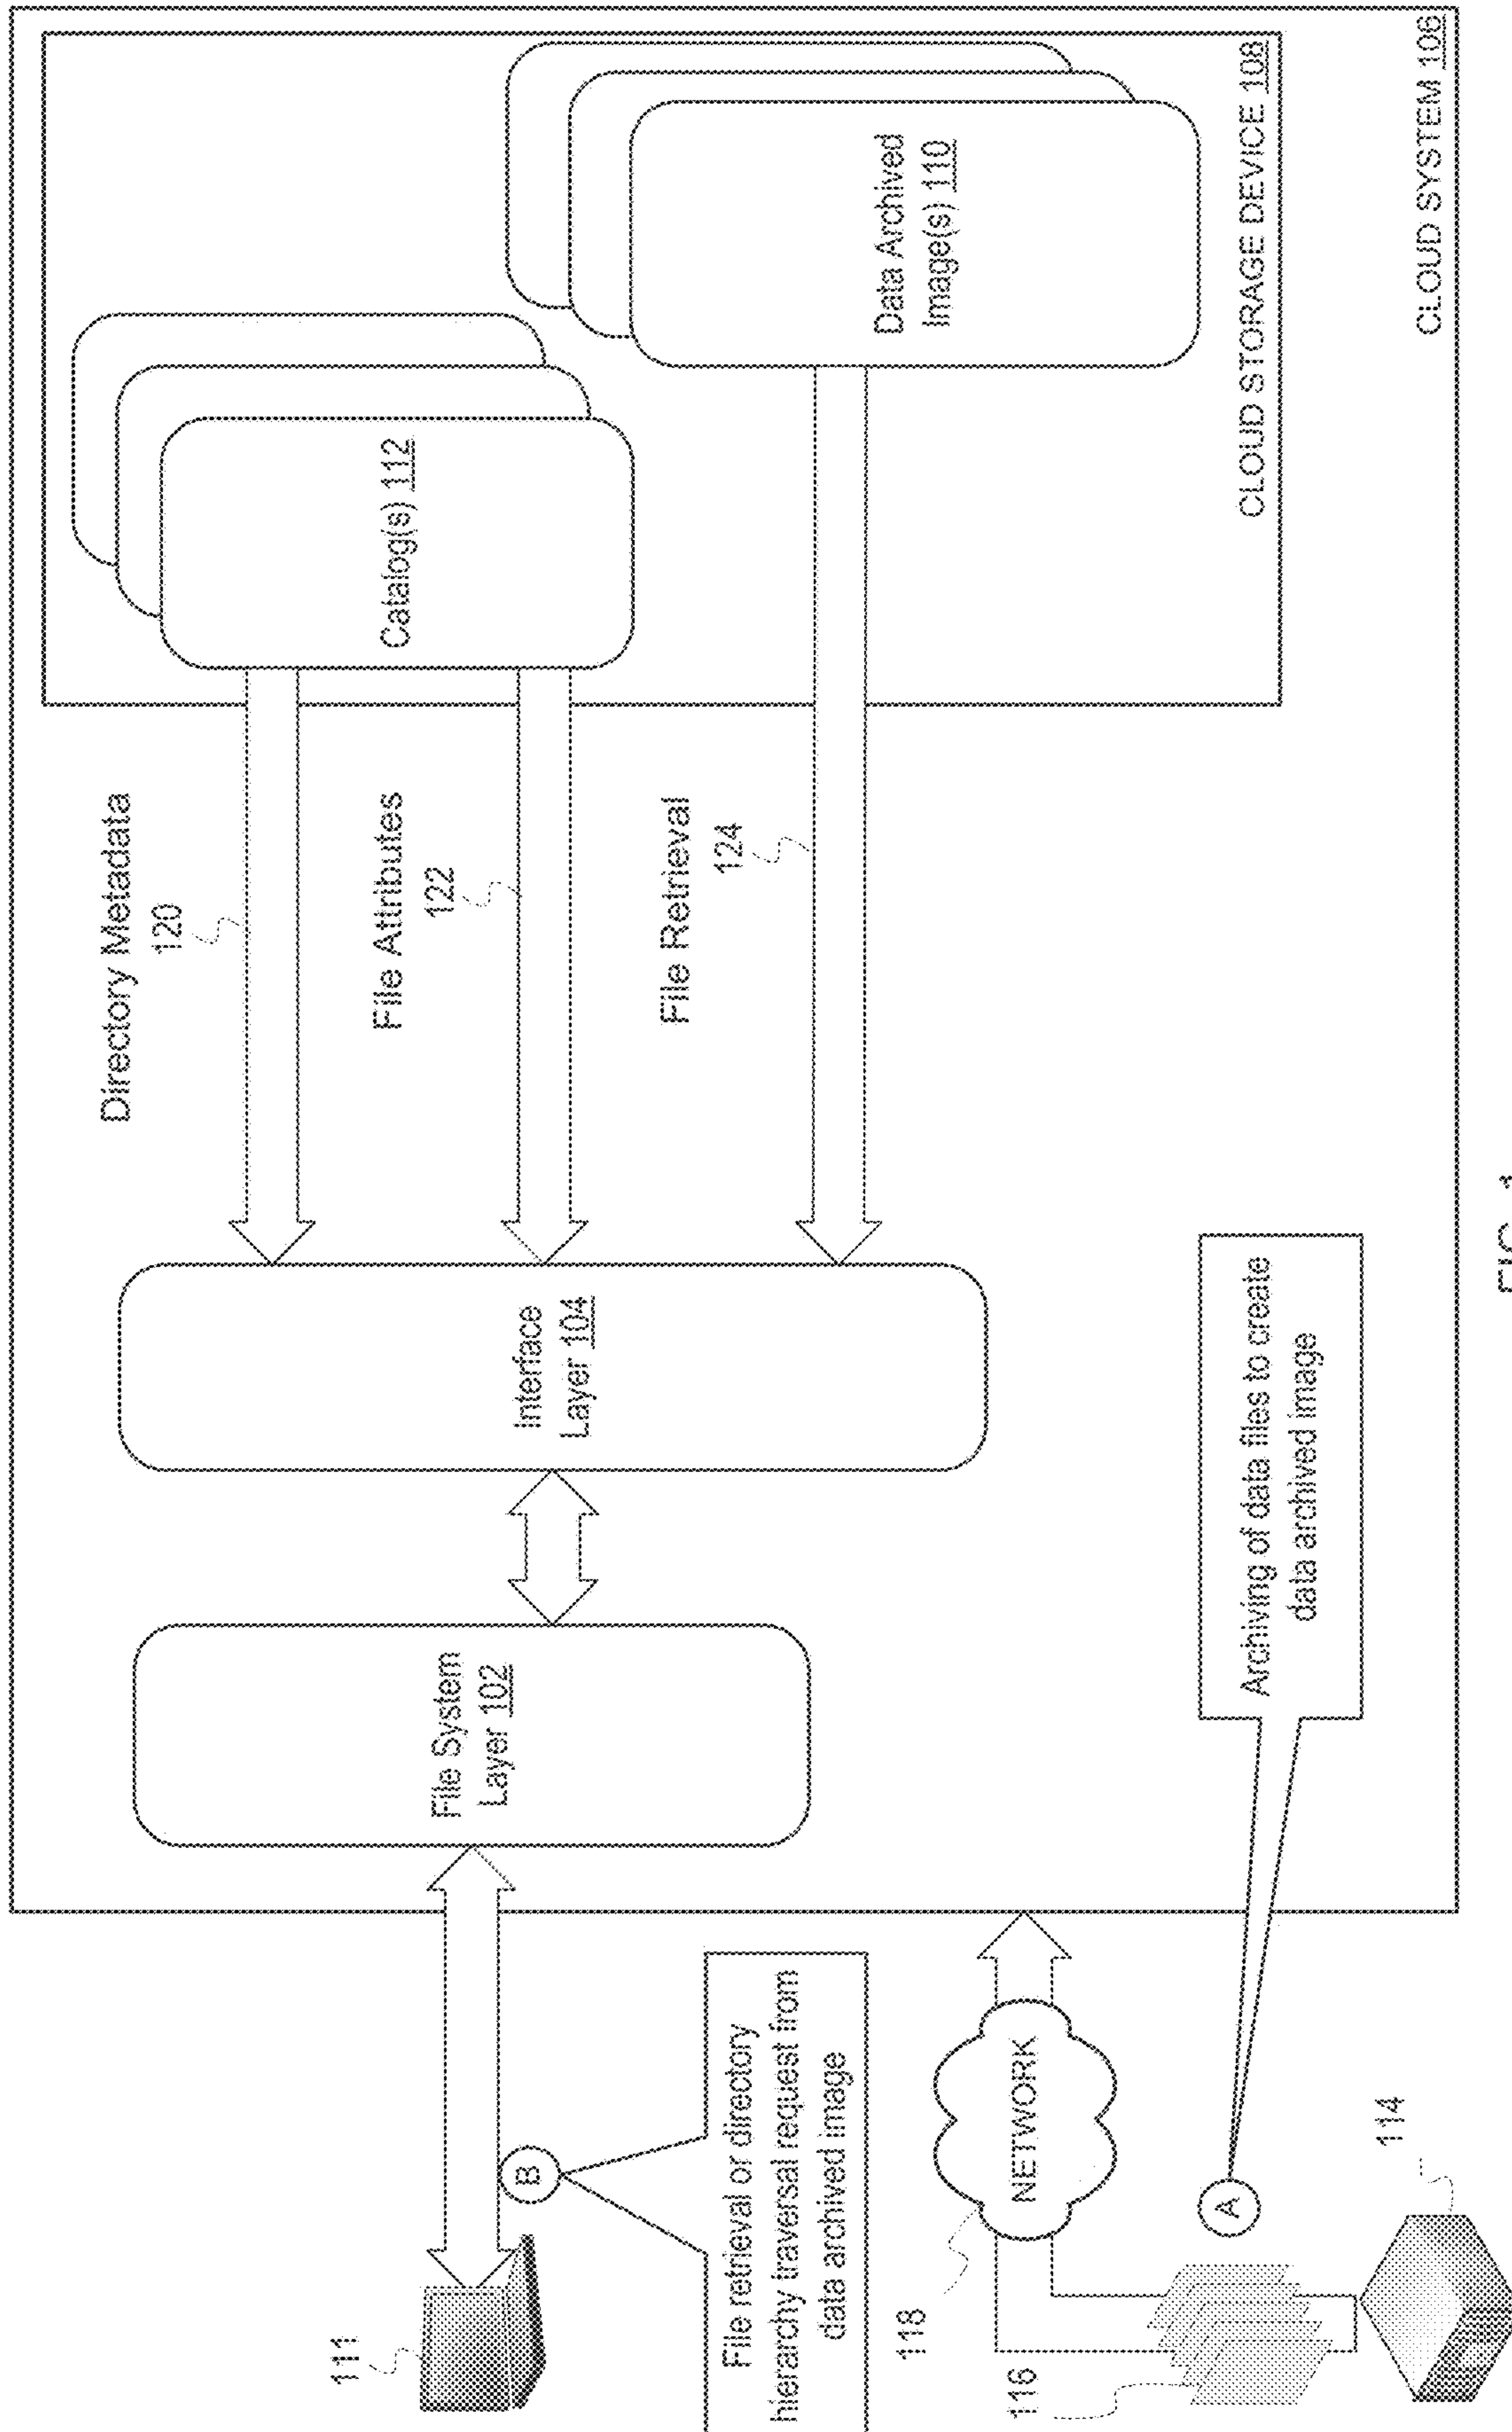 111
B
File retrieval or directory
hierarchy traversal request from
data archived image
File System
Layer 102
Interface
Layer 104
Directory Metadata
120
File Attributes
122
File Retrieval
124
Catalog(s) 112
Data Archived
Image(s) 110
CLOUD STORAGE DEVICE 108
CLOUD SYSTEM 106
118
NETWORK
116
A
114
Archiving of data files to create
data archived image